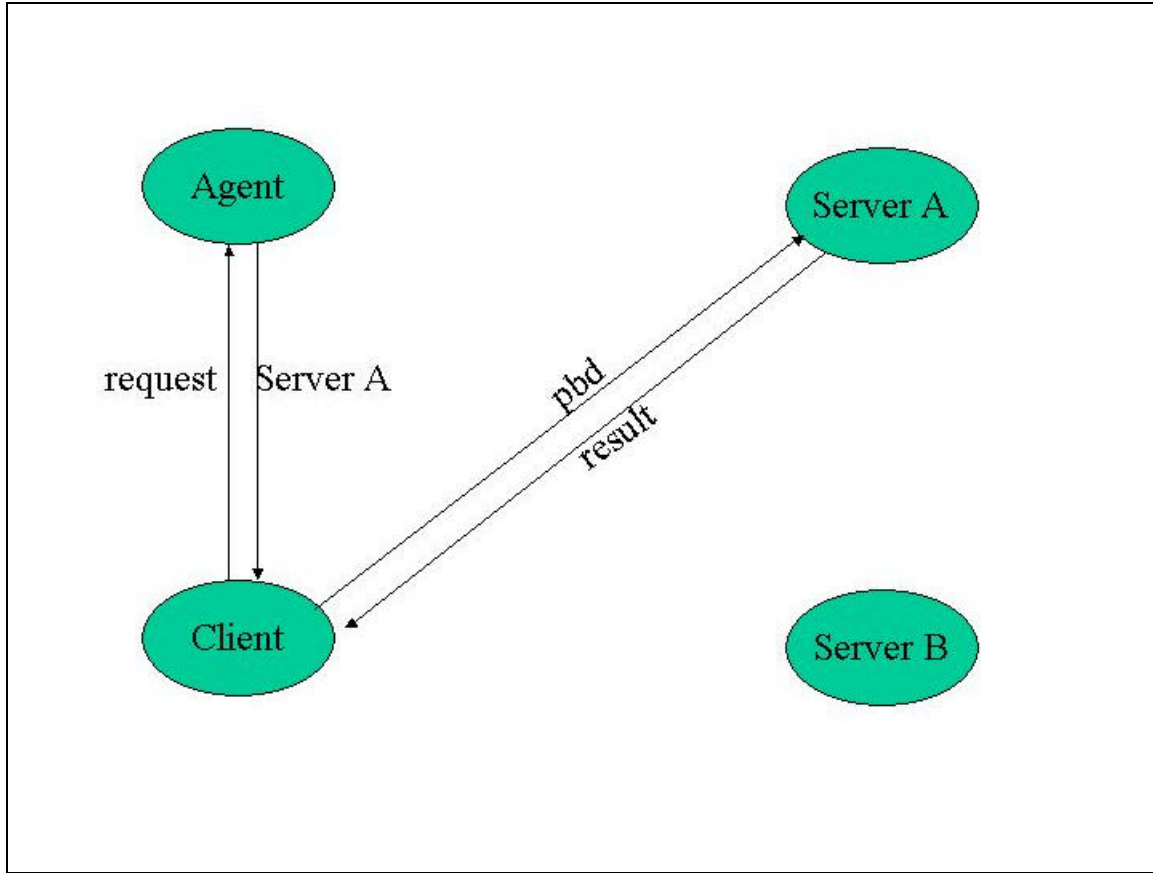 Agent
Server A
request
Server A
pbd
result
Client
Server B